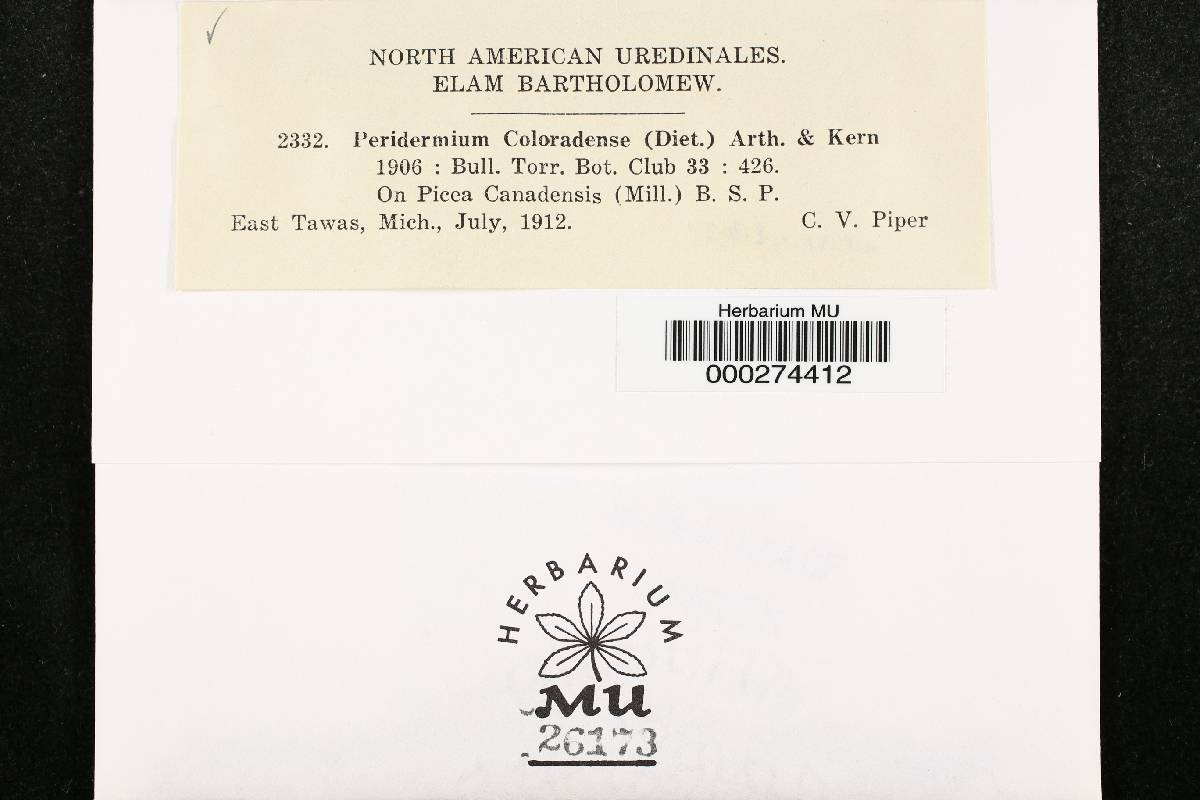 NORTH AMERICAN UREDINALES.
ELAM BARTHOLOMEW.
2332. Peridermium Coloradense (Diet.) Arth. & Kern
1906 : Bull. Torr. Bot. Club 33 : 426.
On Picea Canadensis (Mill.) B. S. P.
East Tawas, Mich., July, 1912. C. V. Piper
Herbarium MU
000274412
HERBARIUM
MU
26173